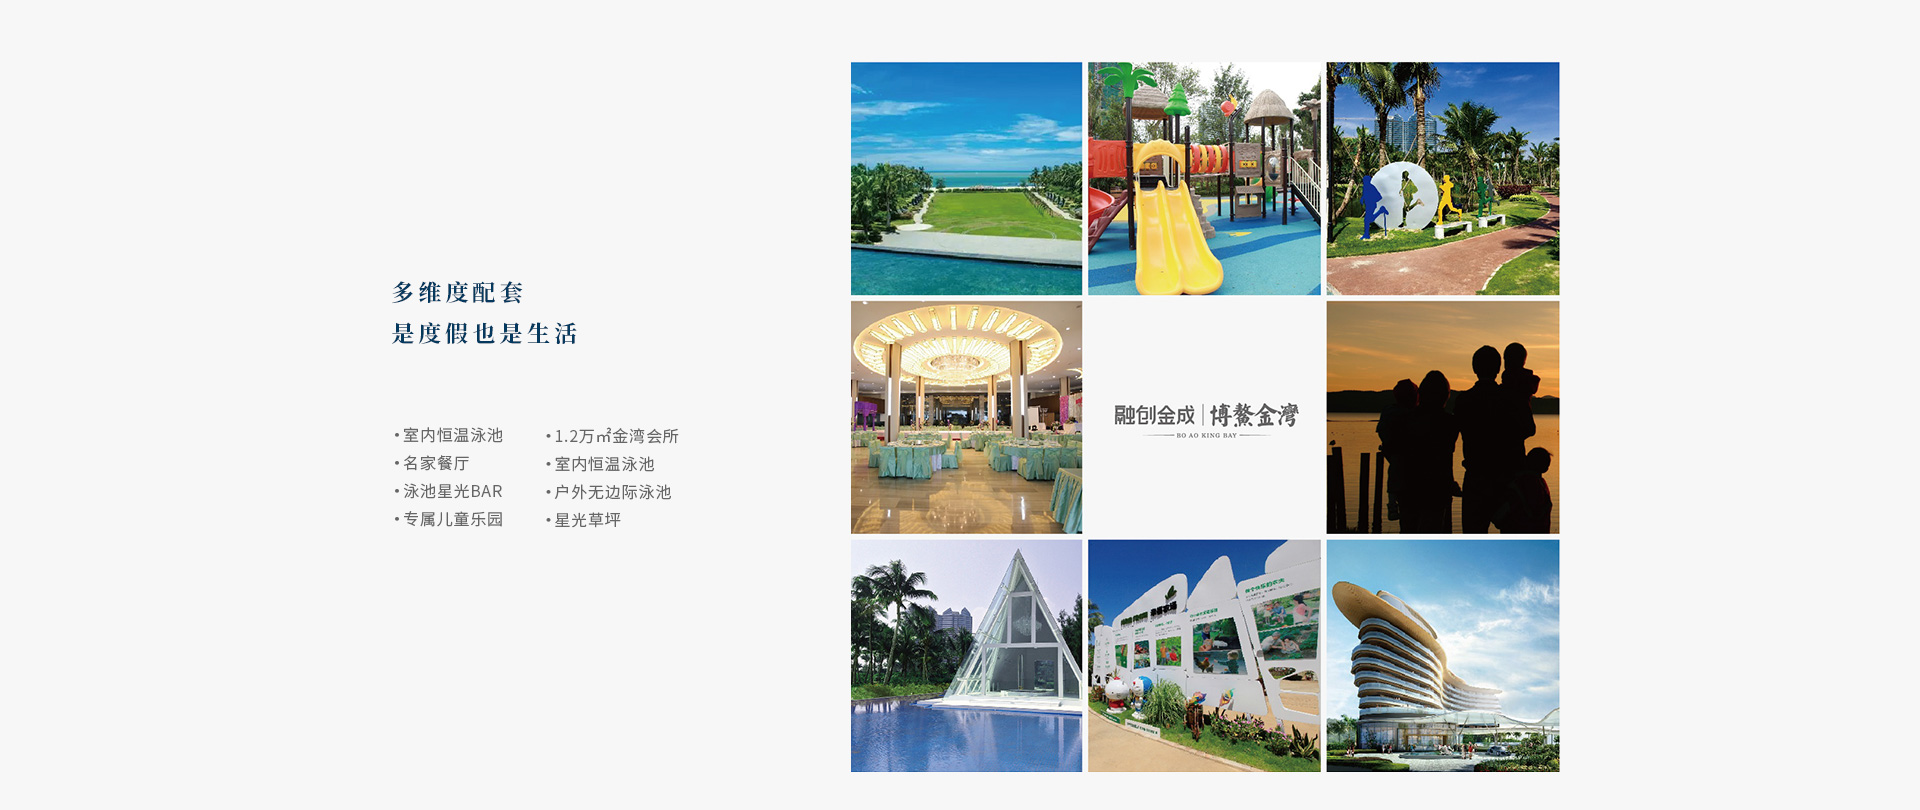 多维度配套
是度假也是生活
•室内恒温泳池
•名家餐厅
•泳池星光BAR
•专属儿童乐园
•1.2万㎡金湾会所
•室内恒温泳池
•户外无边际泳池
•星光草坪
融创金成|博鳌金灣
BO AO KING BAY